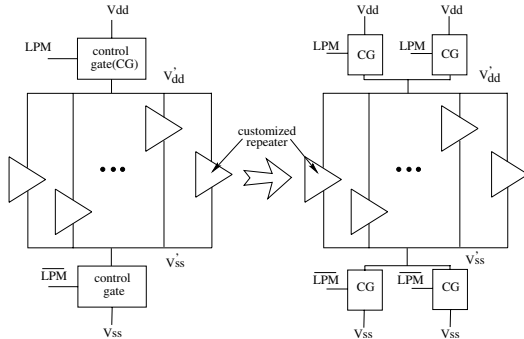 Vdd
LPM
control
gate(CG)
V'dd
customized
repeater
V'ss
LPM
control
gate
Vss
Vdd
Vdd
LPM
CG
LPM
CG
V'dd
V'ss
LPM
CG
LPM
CG
Vss
Vss